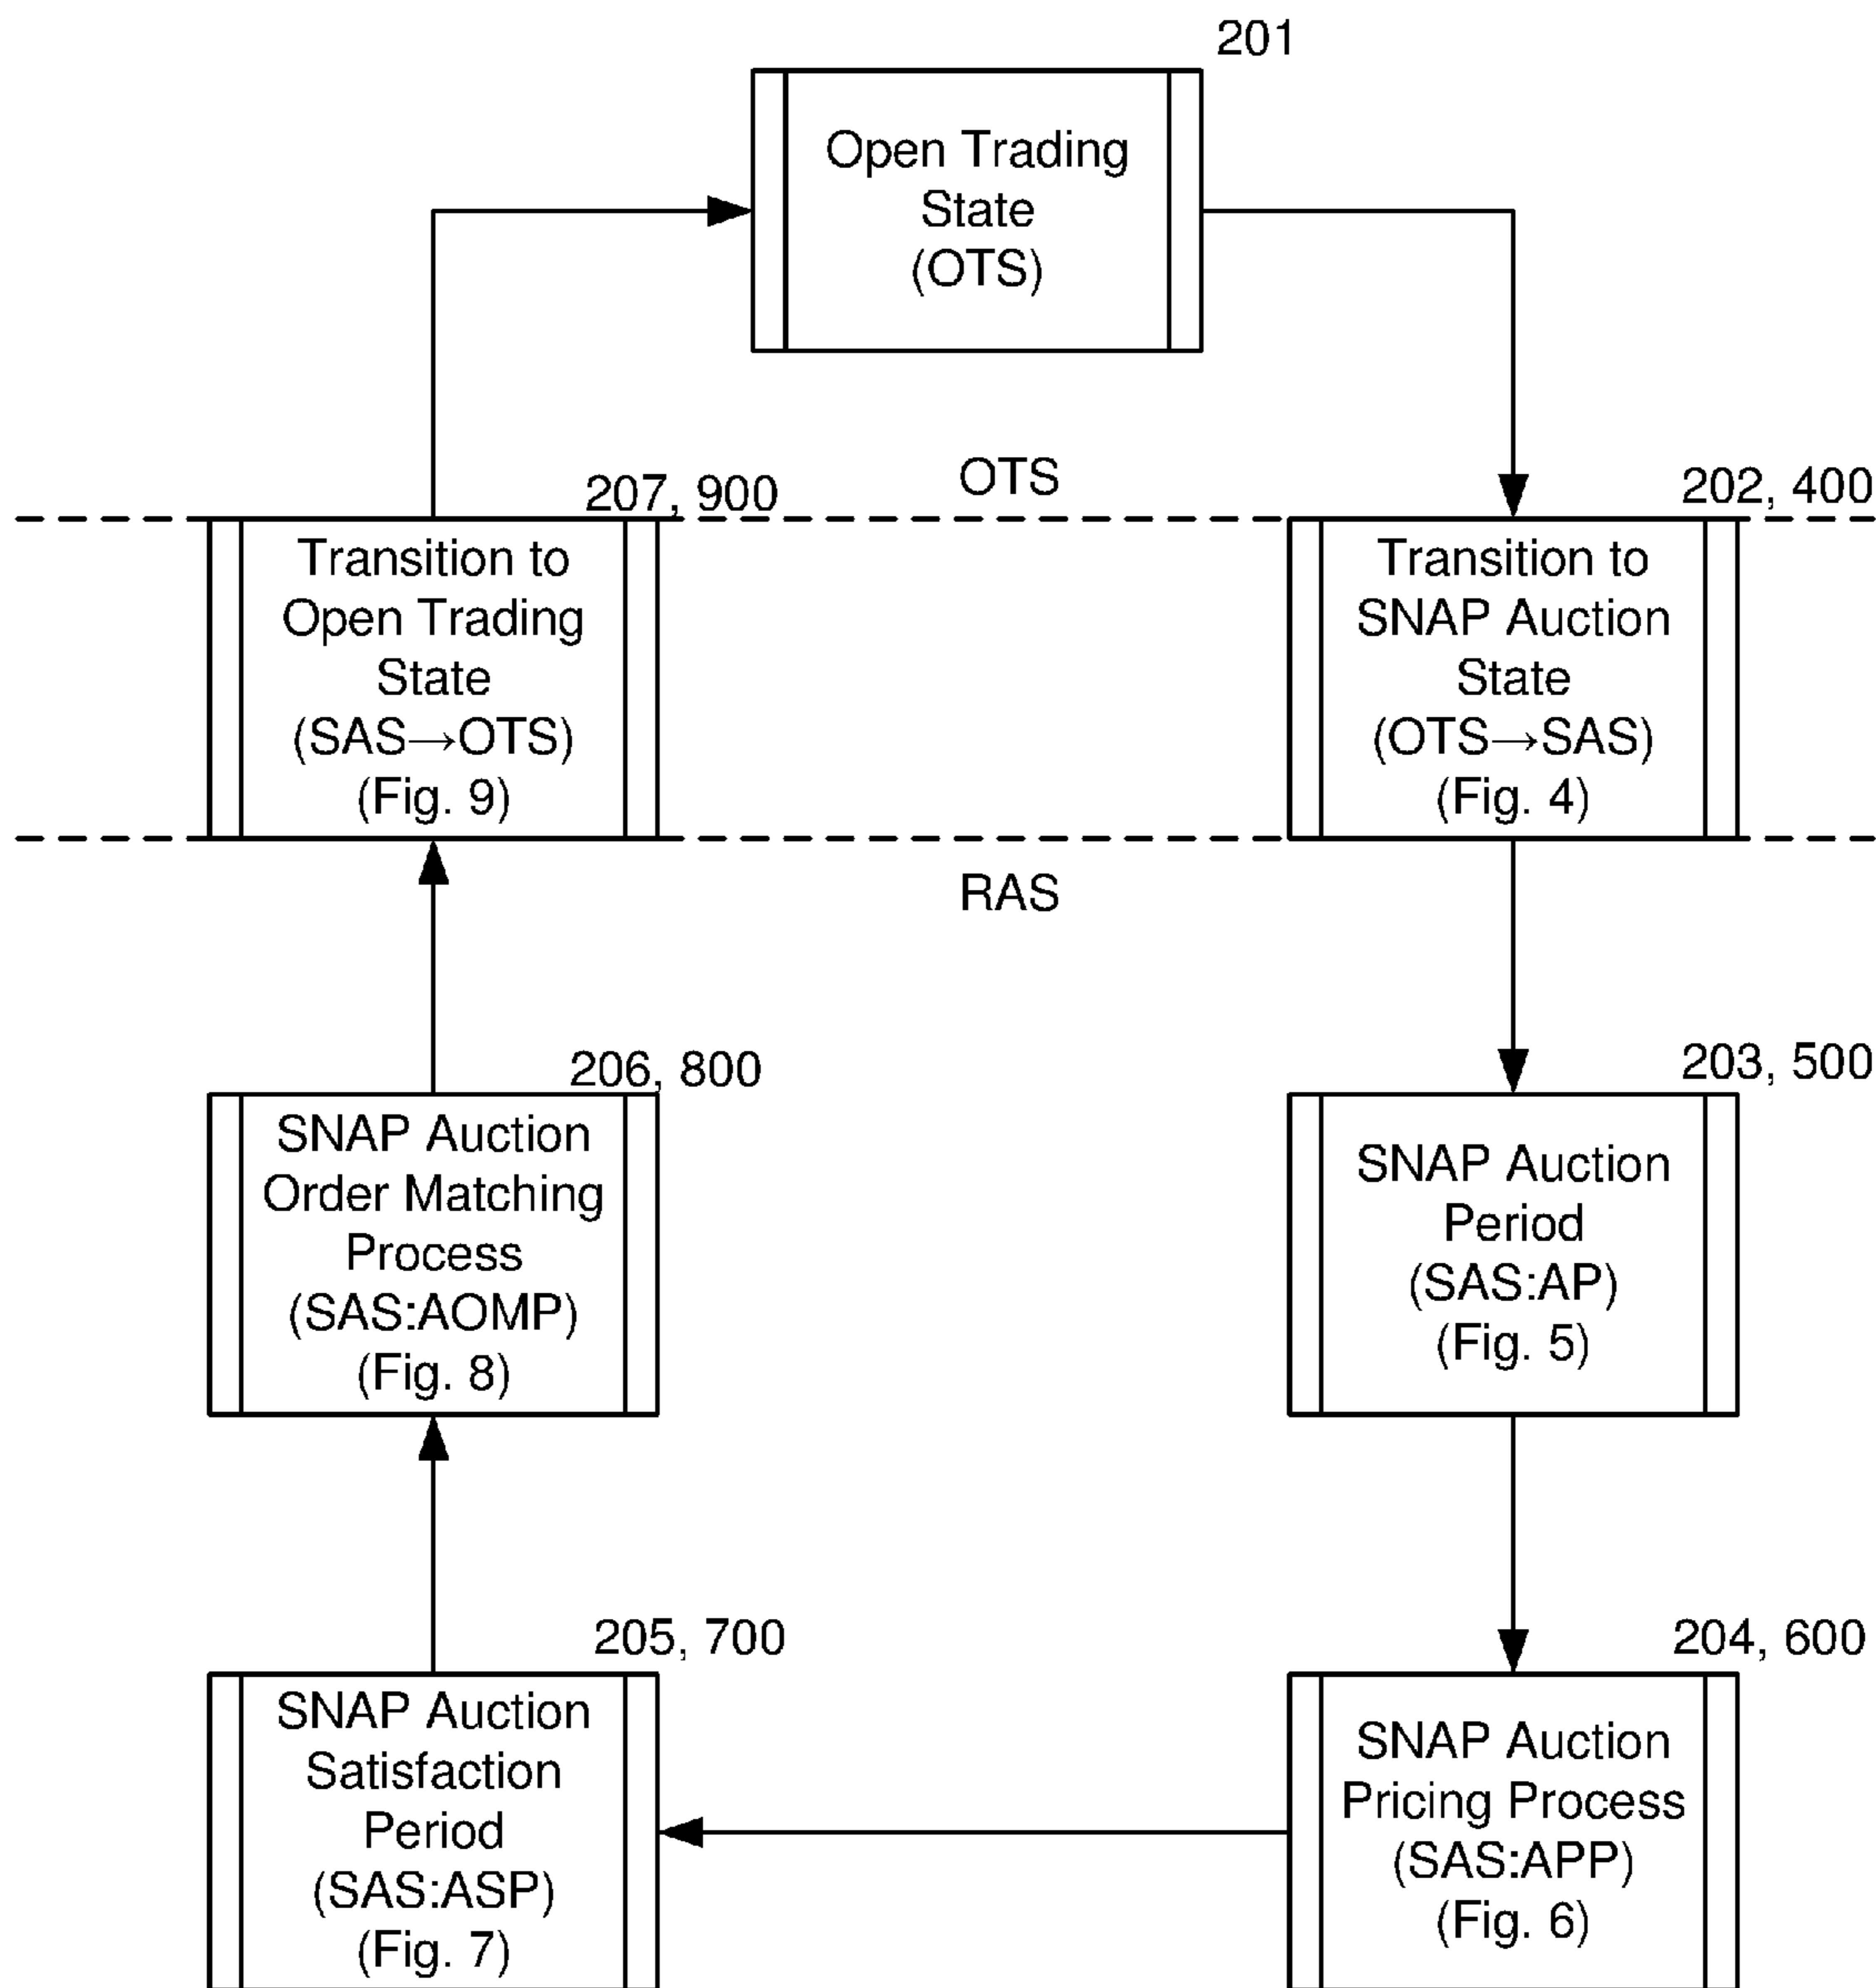 201
Open Trading
State
(OTS)
OTS
207, 900
Transition to
Open Trading
State
(SAS→OTS)
(Fig. 9)
202, 400
Transition to
SNAP Auction
State
(OTS→SAS)
(Fig. 4)
RAS
206, 800
SNAP Auction
Order Matching
Process
(SAS:AOMP)
(Fig. 8)
203, 500
SNAP Auction
Period
(SAS:AP)
(Fig. 5)
205, 700
SNAP Auction
Satisfaction
Period
(SAS:ASP)
(Fig. 7)
204, 600
SNAP Auction
Pricing Process
(SAS:APP)
(Fig. 6)